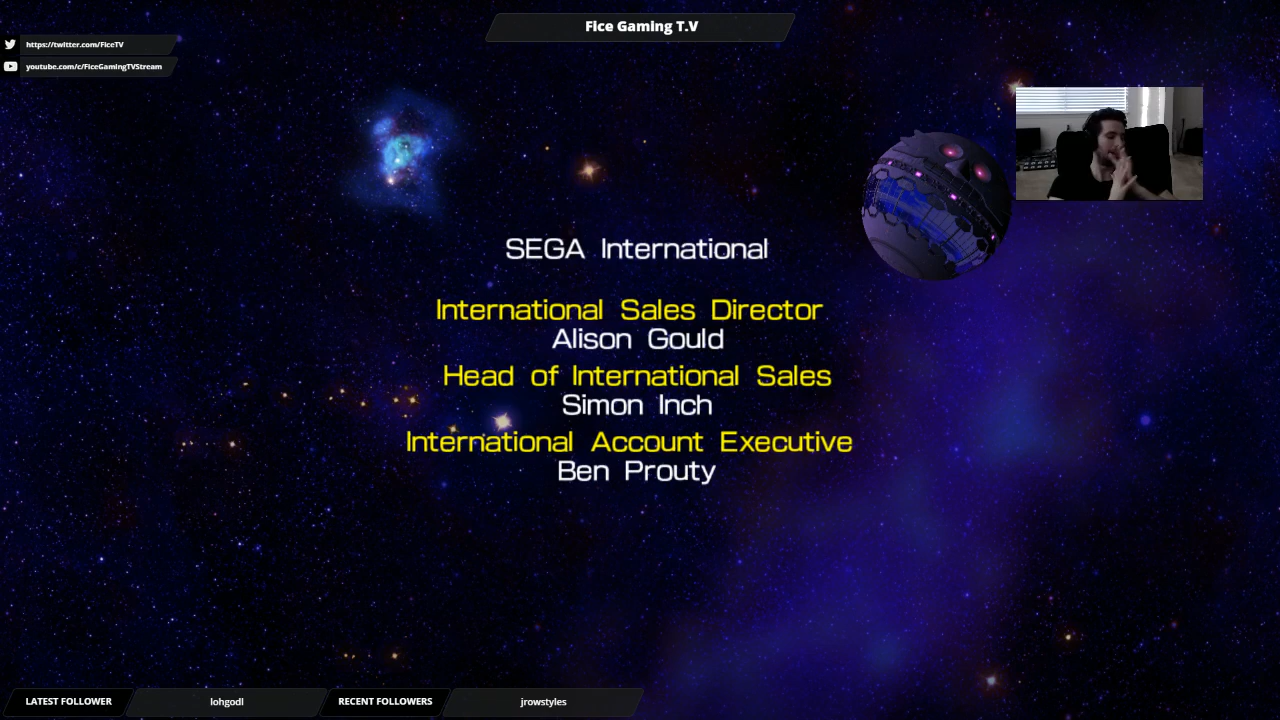 Fice Gaming T.V
https://twitter.com/FiceTV
youtube.com/c/FiceGamingTVStream
SEGA International
International Sales Director
Alison Gould
Head of International Sales
Simon Inch
International Account Executive
Ben Prouty
LATEST FOLLOWER lohgodl RECENT FOLLOWERS jrowstyles